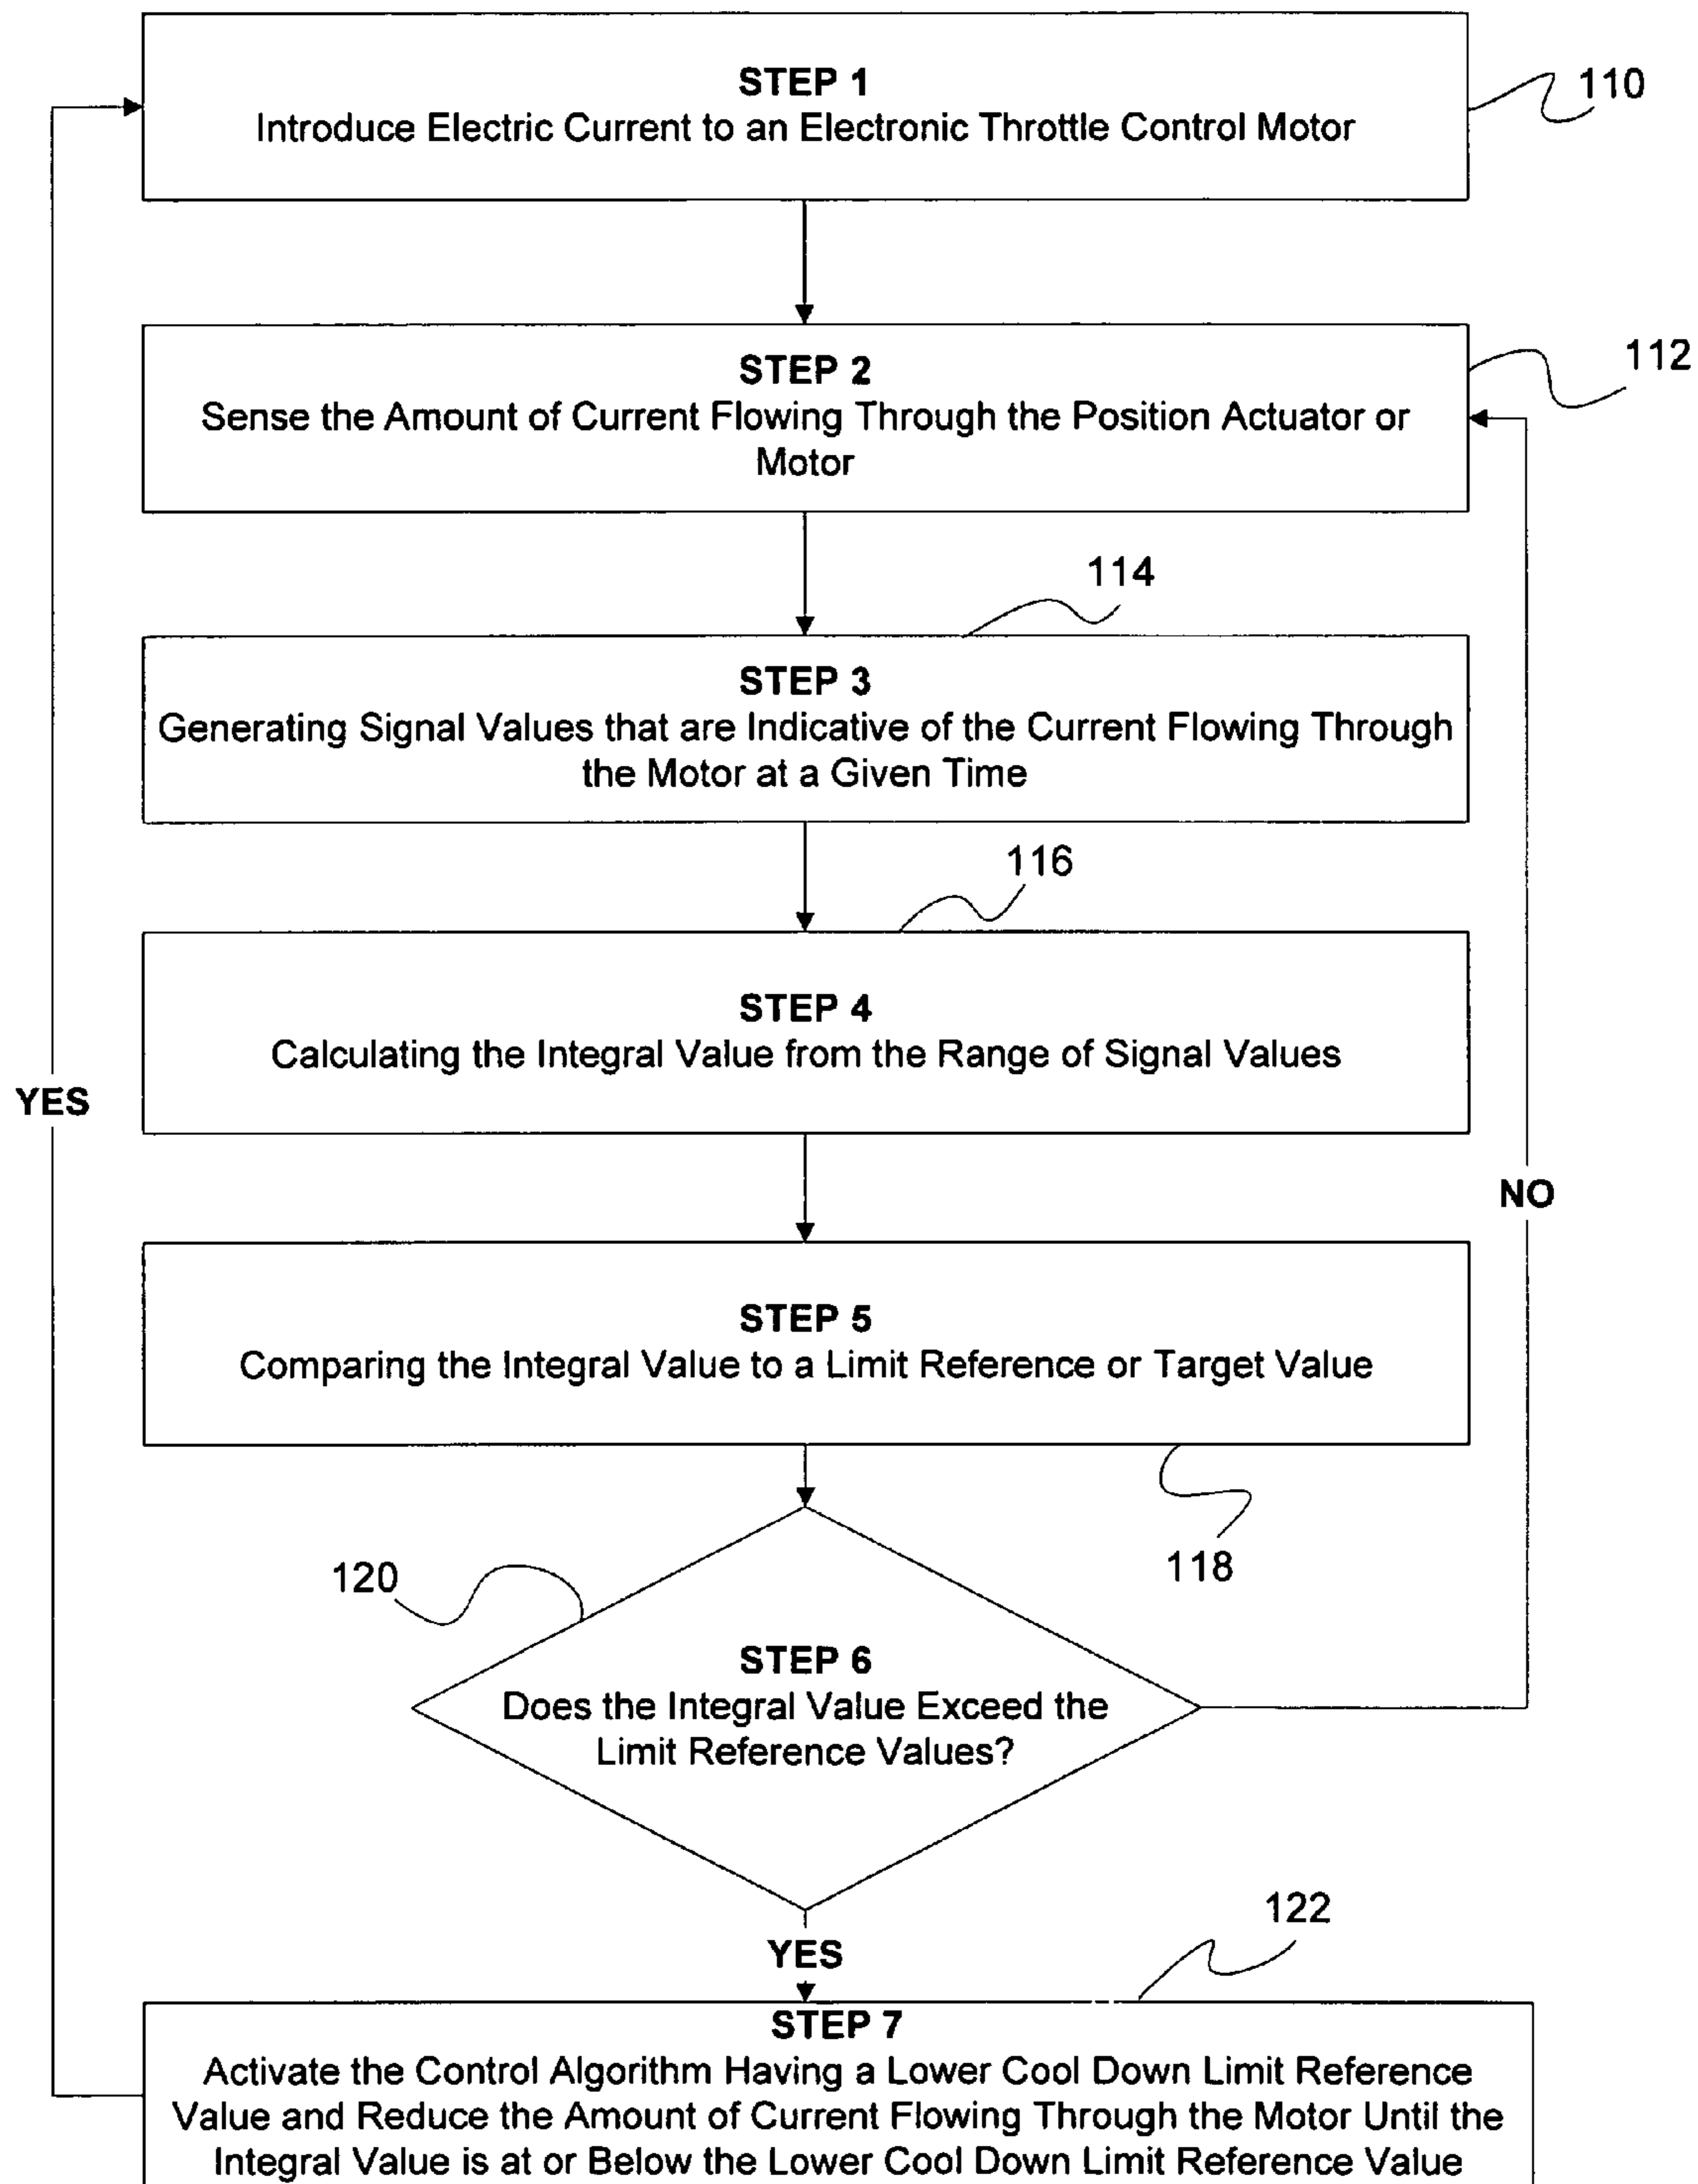 STEP 1
Introduce Electric Current to an Electronic Throttle Control Motor
110
STEP 2
Sense the Amount of Current Flowing Through the Position Actuator or
Motor
112
114
STEP 3
Generating Signal Values that are Indicative of the Current Flowing Through
the Motor at a Given Time
116
STEP 4
Calculating the Integral Value from the Range of Signal Values
YES
NO
STEP 5
Comparing the Integral Value to a Limit Reference or Target Value
118
120
STEP 6
Does the Integral Value Exceed the
Limit Reference Values?
YES
122
STEP 7
Activate the Control Algorithm Having a Lower Cool Down Limit Reference
Value and Reduce the Amount of Current Flowing Through the Motor Until the
Integral Value is at or Below the Lower Cool Down Limit Reference Value